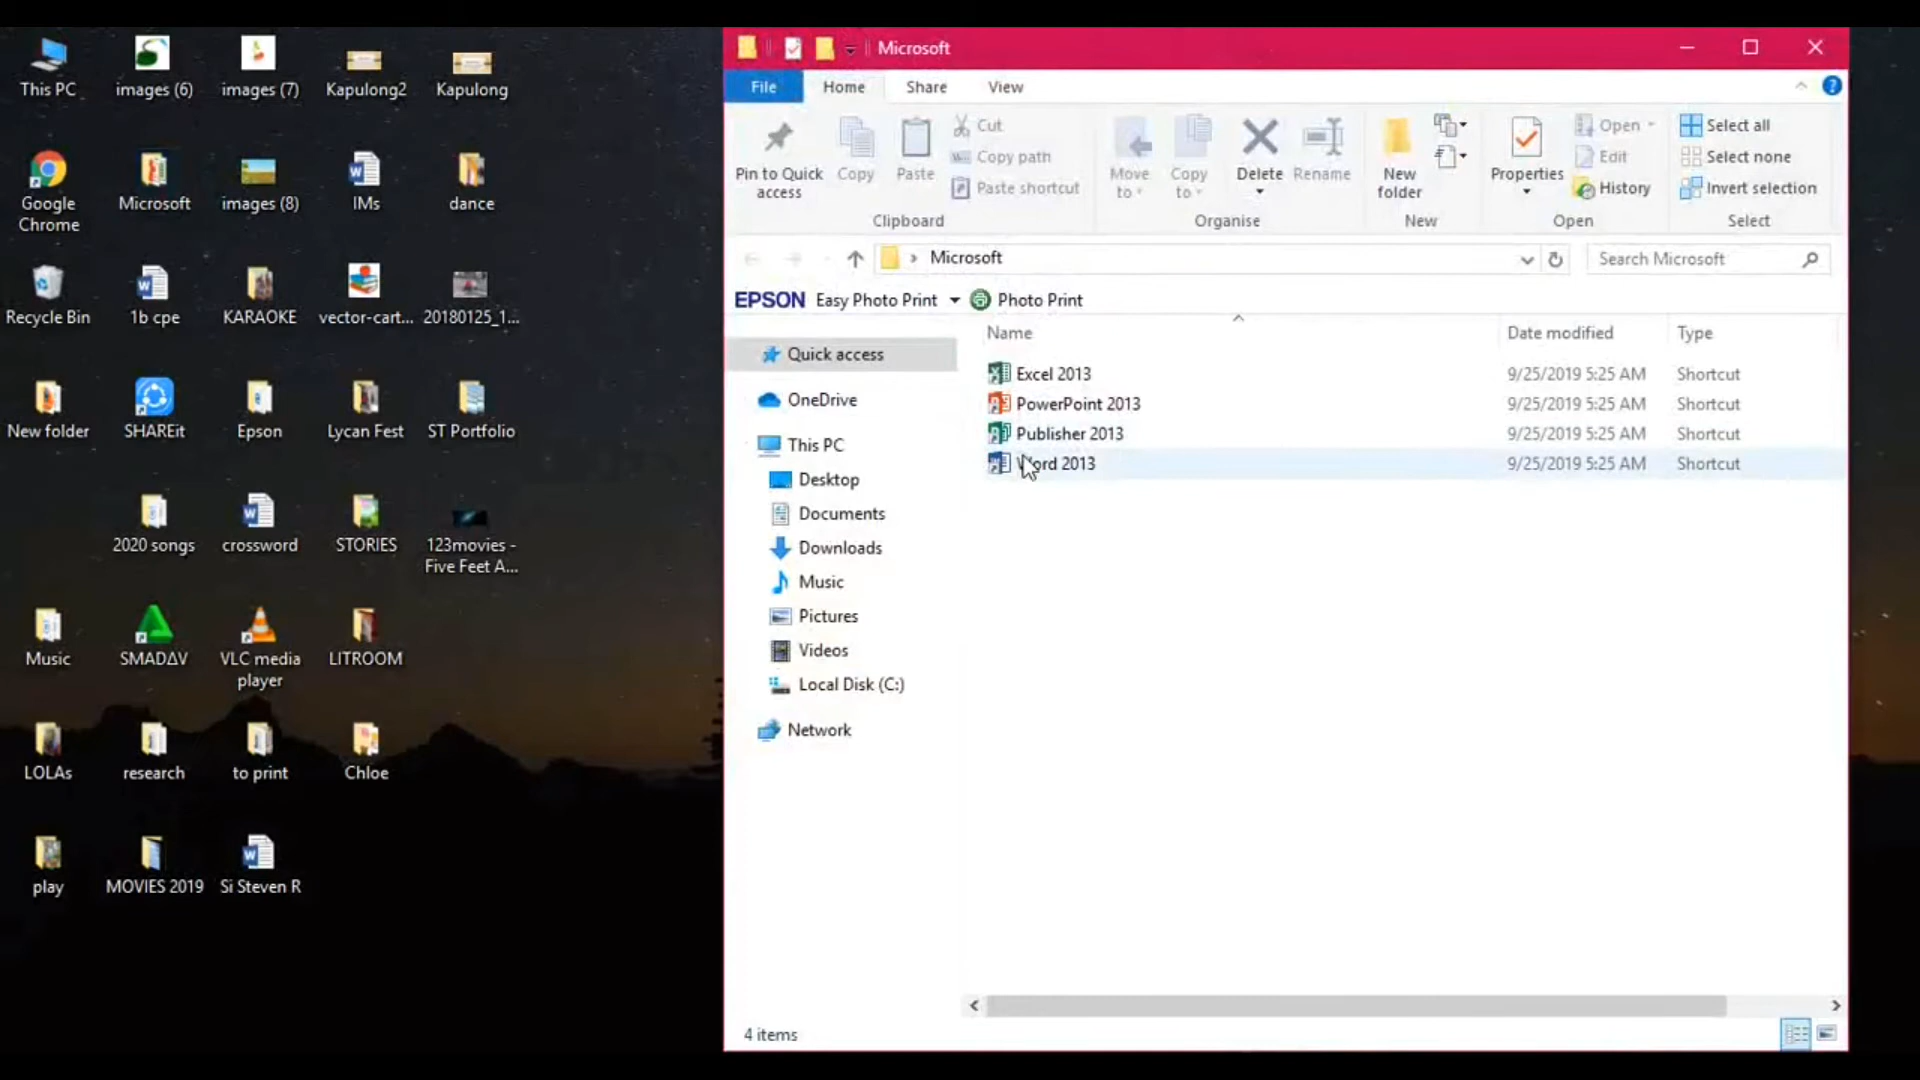 This PC
images (6)
images (7)
Kapulong2
Kapulong
Google
Chrome
Microsoft
images (8)
IMs
dance
Recycle Bin
1b cpe
KARAOKE
vector-cart...
20180125_1...
New folder
SHAREit
Epson
Lycan Fest
ST Portfolio
2020 songs
crossword
STORIES
123movies -
Five Feet A...
Music
SMADΔV
VLC media
player
LITROOM
LOLAs
research
to print
Chloe
play
MOVIES 2019
Si Steven R
Microsoft
File
Home
Share
View
Pin to Quick
access
Copy
Paste
Cut
Copy path
Paste shortcut
Clipboard
Move
to
Copy
to
Delete
Rename
Organise
New
folder
New
Properties
Open
Edit
History
Open
Select all
Select none
Invert selection
Select
Microsoft
Search Microsoft
EPSON Easy Photo Print
Photo Print
Name
Date modified
Type
Quick access
OneDrive
This PC
Desktop
Documents
Downloads
Music
Pictures
Videos
Local Disk (C:)
Network
Excel 2013 9/25/2019 5:25 AM Shortcut
PowerPoint 2013 9/25/2019 5:25 AM Shortcut
Publisher 2013 9/25/2019 5:25 AM Shortcut
Word 2013 9/25/2019 5:25 AM Shortcut
4 items